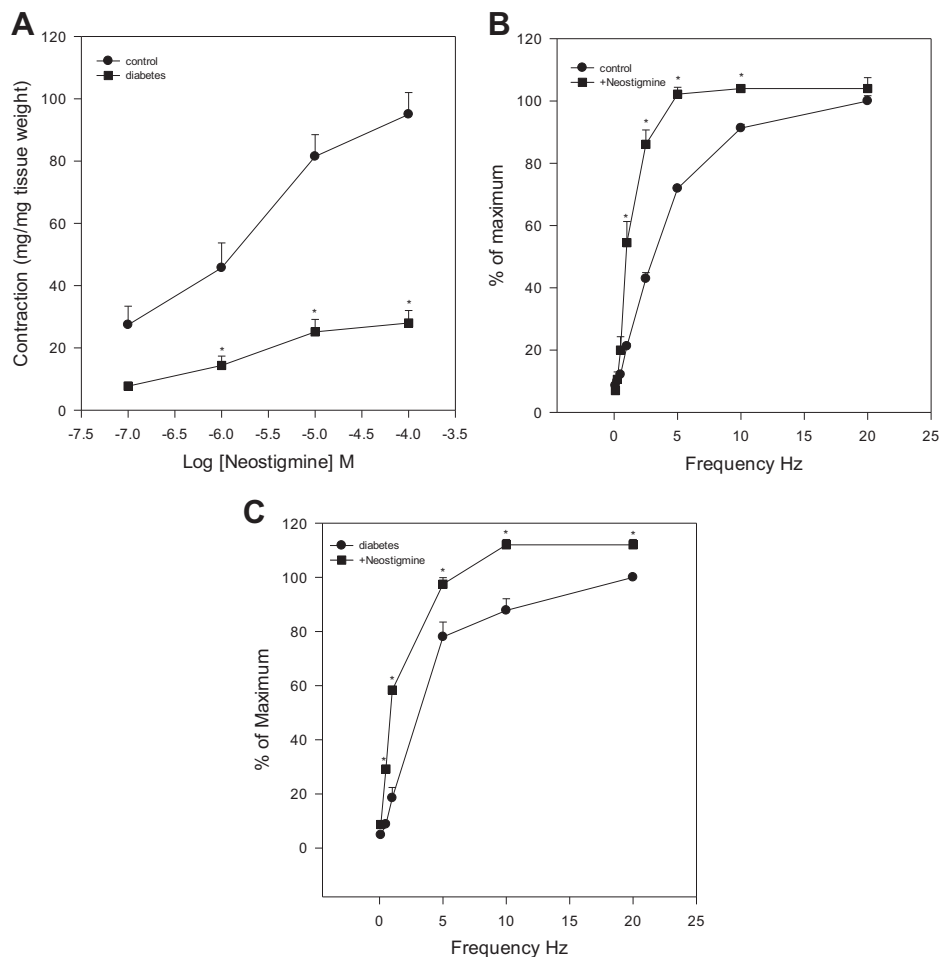 A
120
100
80
60
40
20
0
Contraction (mg/mg tissue weight)
control
diabetes
*
*
*
-7.5 -7.0 -6.5 -6.0 -5.5 -5.0 -4.5 -4.0 -3.5
Log [Neostigmine] M
B
120
100
80
60
40
20
0
% of maximum
control
+Neostigmine
*
*
*
*
0 5 10 15 20 25
Frequency Hz
C
120
100
80
60
40
20
0
% of Maximum
diabetes
+Neostigmine
*
*
*
*
*
0 5 10 15 20 25
Frequency Hz